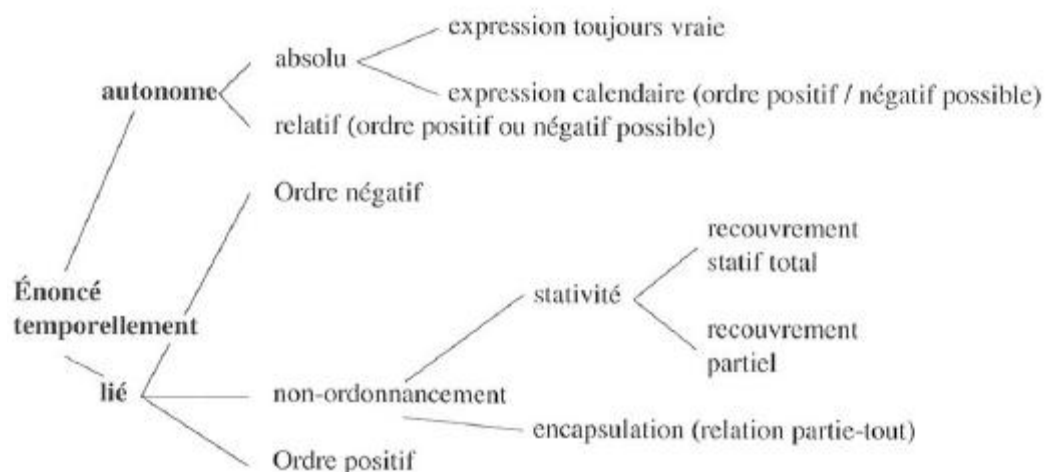 expression toujours vraie
absolu
autonome
expression calendaire (ordre positif / négatif possible)
relatif (ordre positif ou négatif possible)
Ordre négatif
recouvrement
statif total
Énoncé
temporellement
stativité
recouvrement
partiel
lié
non-ordonnancement
encapsulation (relation partie-tout)
Ordre positif